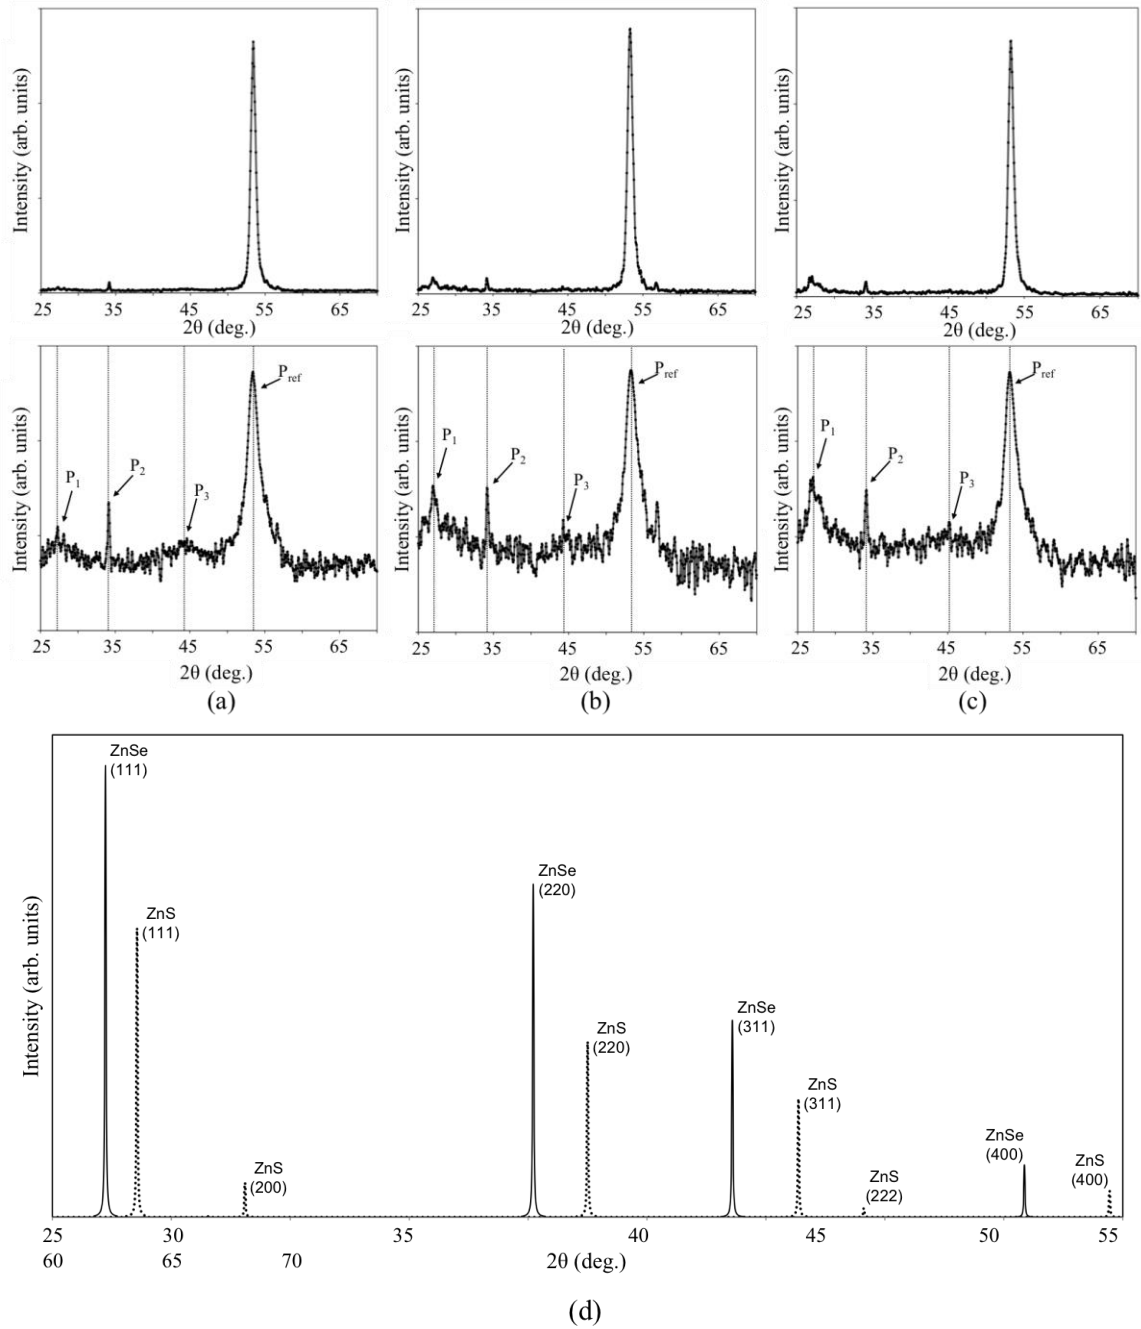 Intensity (arb. units)
25 35 45 55 65
2θ (deg.)
Intensity (arb. units)
25 35 45 55 65
2θ (deg.)
Intensity (arb. units)
25 35 45 55 65
2θ (deg.)
Intensity (arb. units)
P1
P2
P3
Pref
25 35 45 55 65
2θ (deg.)
(a)
Intensity (arb. units)
P1
P2
P3
Pref
25 35 45 55 65
2θ (deg.)
(b)
Intensity (arb. units)
P1
P2
P3
Pref
25 35 45 55 65
2θ (deg.)
(c)
Intensity (arb. units)
ZnSe
(111)
ZnS
(111)
ZnS
(200)
ZnSe
(220)
ZnS
(220)
ZnSe
(311)
ZnS
(311)
ZnS
(222)
ZnSe
(400)
ZnS
(400)
25 30 35 40 45 50 55
60 65 70
2θ (deg.)
(d)